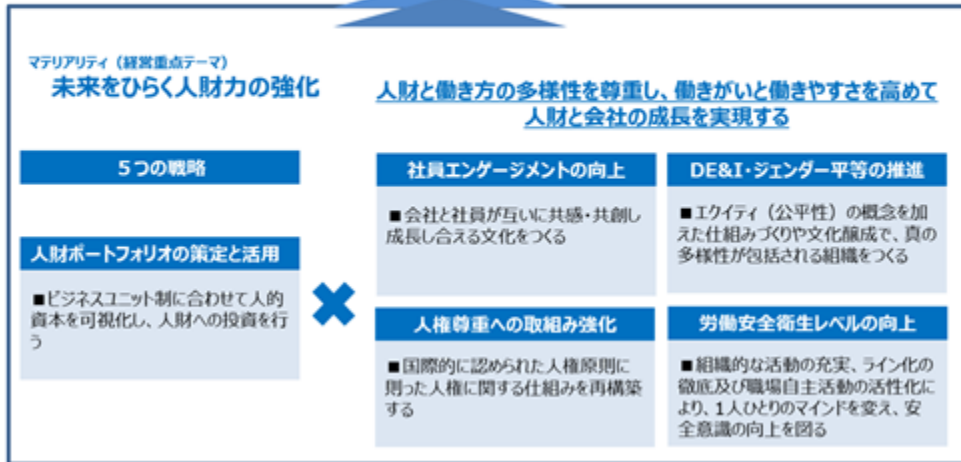 マテリアリティ（経営重点テーマ）
未来をひらく人財力の強化
人財と働き方の多様性を尊重し、働きがいと働きやすさを高めて
人財と会社の成長を実現する
５つの戦略
人財ポートフォリオの策定と活用
■ビジネスユニット制に合わせて人的
資本を可視化し、人財への投資を行
う
社員エンゲージメントの向上
■会社と社員が互いに共感・共創し
成長し合える文化をつくる
DE&I・ジェンダー平等の推進
■エクイティ（公平性）の概念を加
えた仕組みづくりや文化醸成で、真の
多様性が包括される組織をつくる
人権尊重への取組み強化
■国際的に認められた人権原則に
則った人権に関する仕組みを再構築
する
労働安全衛生レベルの向上
■組織的な活動の充実、ライン化の
徹底及び職場自主活動の活性化に
より、1人ひとりのマインドを変え、安
全意識の向上を図る